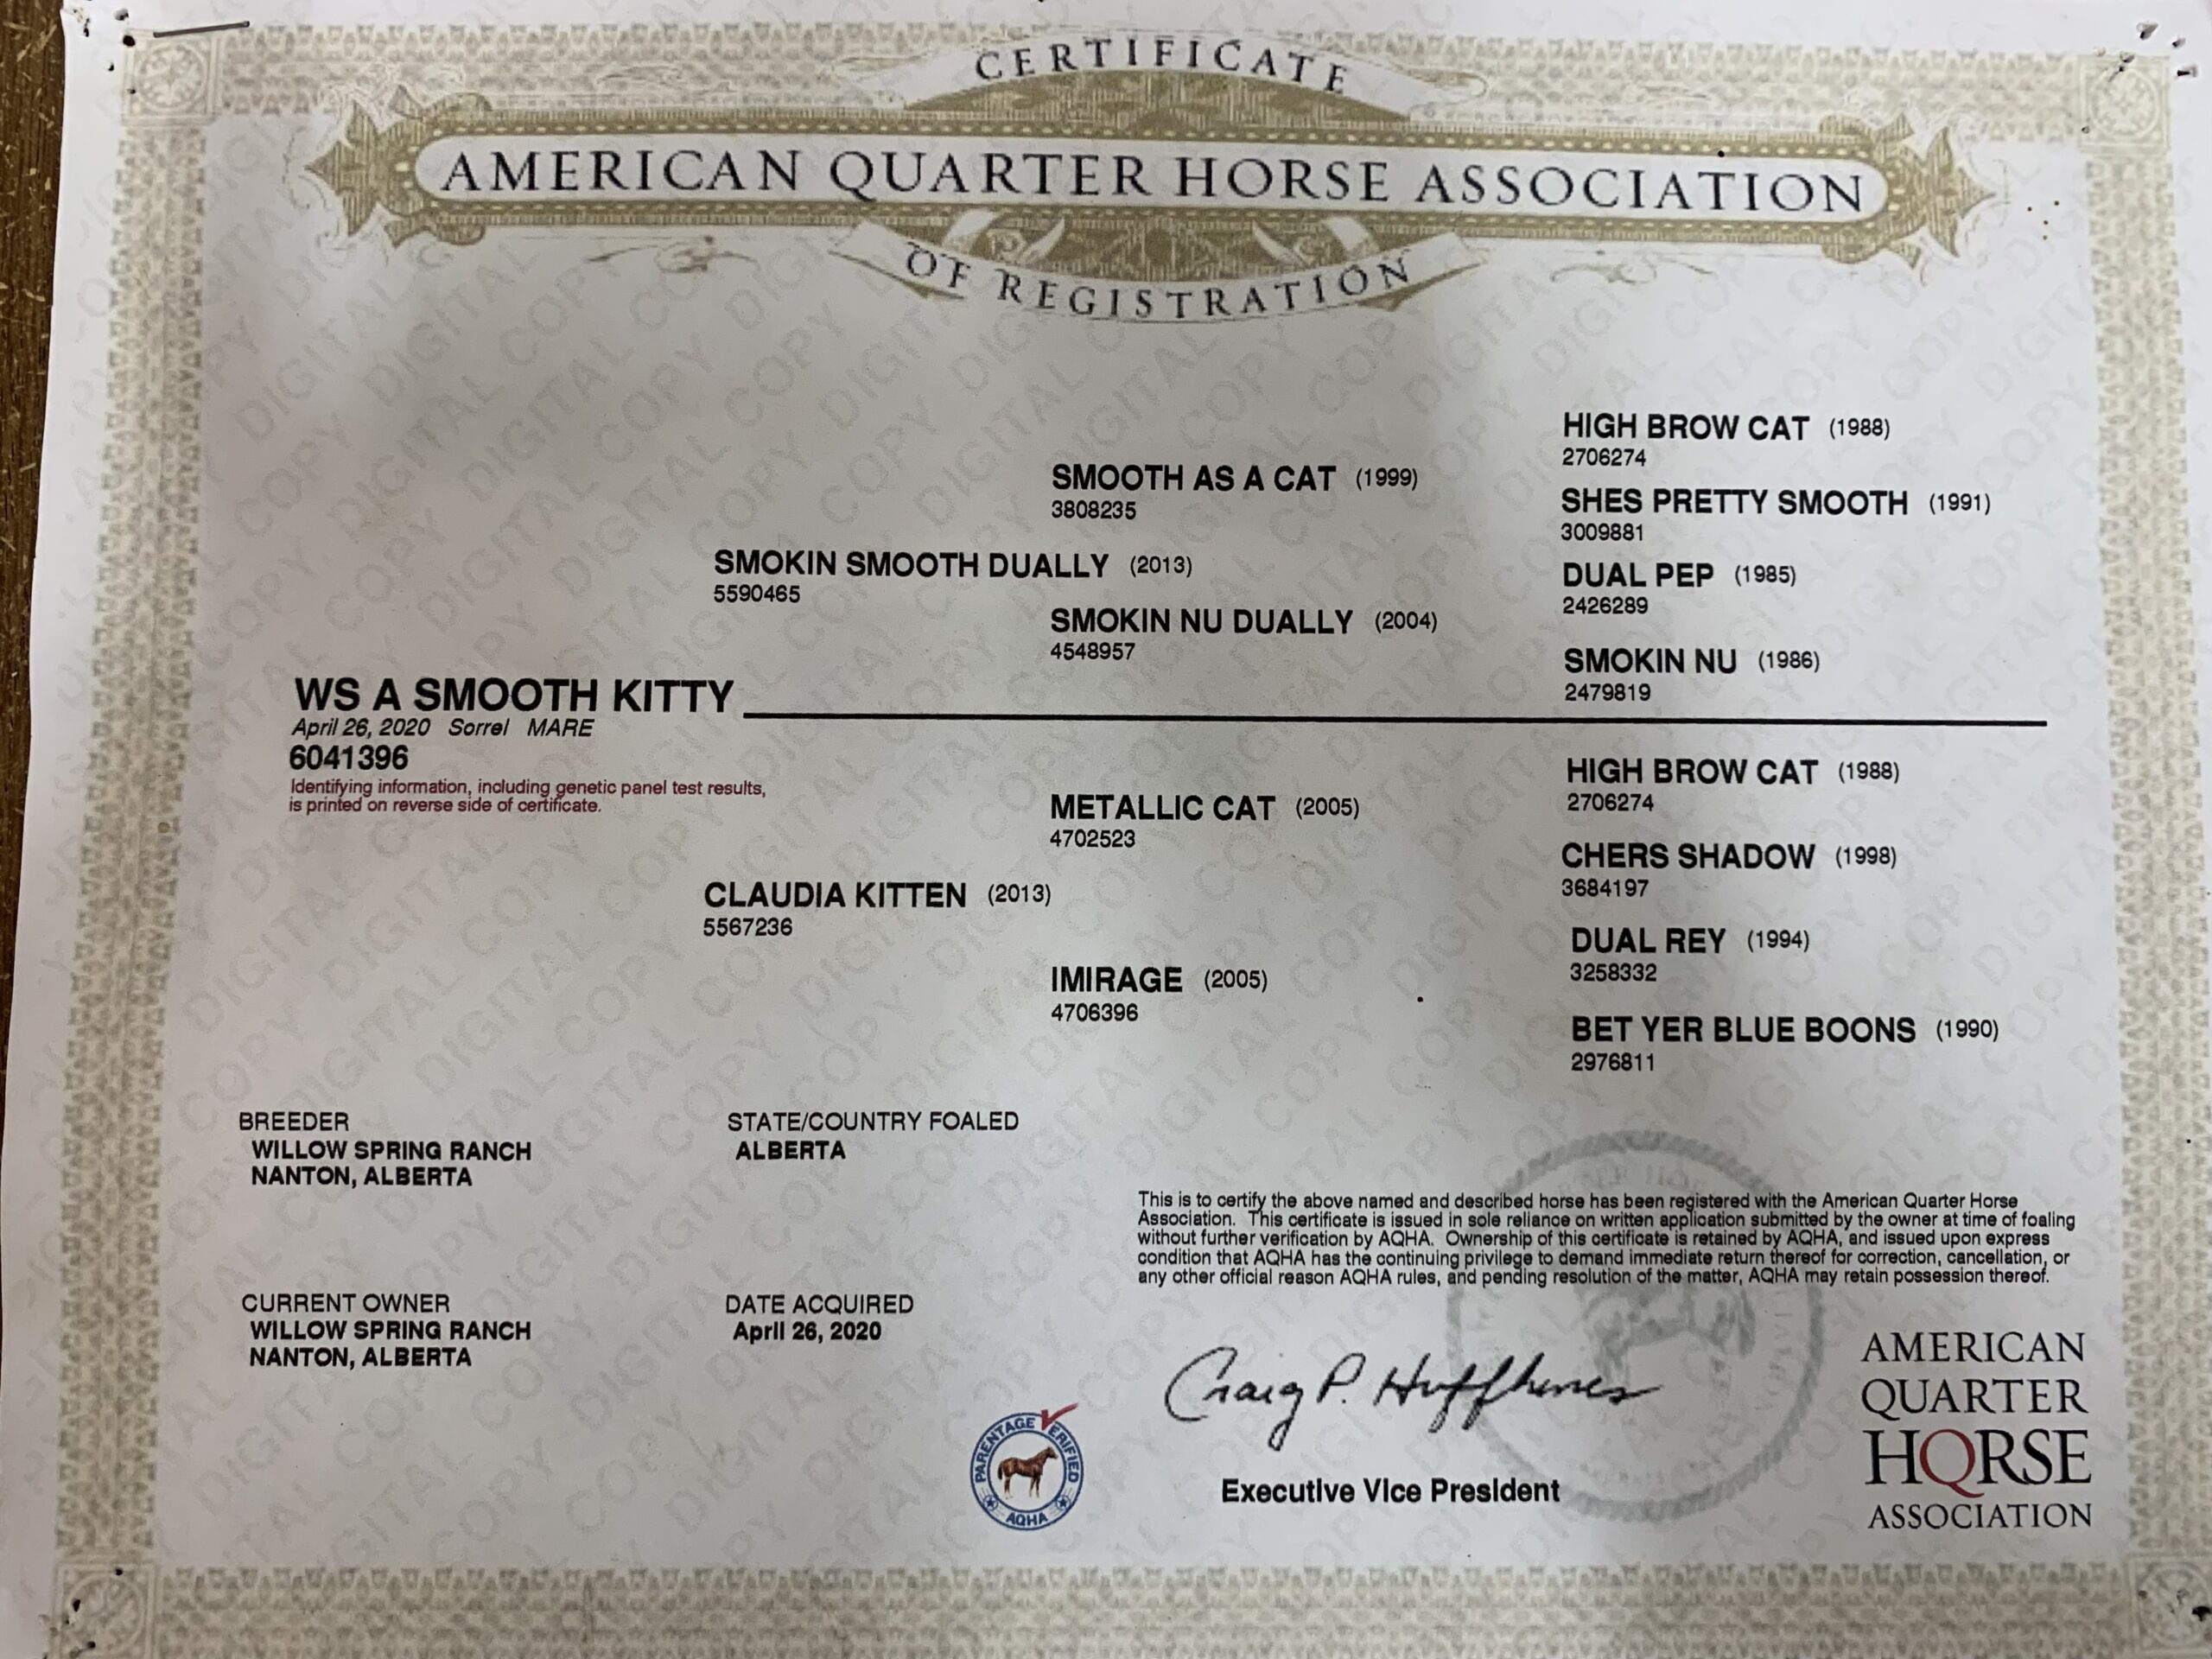 CERTIFICATE
AMERICAN QUARTER HORSE ASSOCIATION
OF REGISTRATION
HIGH BROW CAT (1988)
2706274
SMOOTH AS A CAT (1999)
3808235
SHES PRETTY SMOOTH (1991)
3009881
SMOKIN SMOOTH DUALLY (2013)
5590465
DUAL PEP (1985)
2426289
SMOKIN NU DUALLY (2004)
4548957
SMOKIN NU (1986)
2479819
WS A SMOOTH KITTY
April 26, 2020 Sorrel MARE
6041396
Identifying information, including genetic panel test results,
is printed on reverse side of certificate.
HIGH BROW CAT (1988)
2706274
METALLIC CAT (2005)
4702523
CHERS SHADOW (1998)
3684197
CLAUDIA KITTEN (2013)
5567236
DUAL REY (1994)
3258332
IMIRAGE (2005)
4706396
BET YER BLUE BOONS (1990)
2976811
BREEDER
WILLOW SPRING RANCH
NANTON, ALBERTA
STATE/COUNTRY FOALED
ALBERTA
This is to certify the above named and described horse has been registered with the American Quarter Horse
Association. This certificate is issued in sole reliance on written application submitted by the owner at time of foaling
without further verification by AQHA. Ownership of this certificate is retained by AQHA, and issued upon express
condition that AQHA has the continuing privilege to demand immediate return thereof for correction, cancellation, or
any other official reason AQHA rules, and pending resolution of the matter, AQHA may retain possession thereof.
CURRENT OWNER
WILLOW SPRING RANCH
NANTON, ALBERTA
DATE ACQUIRED
April 26, 2020
PARENTAGE VERIFIED
AQHA
Craig P. Huffhines
Executive Vice President
AMERICAN
QUARTER
HORSE
ASSOCIATION
DIGITAL COPY